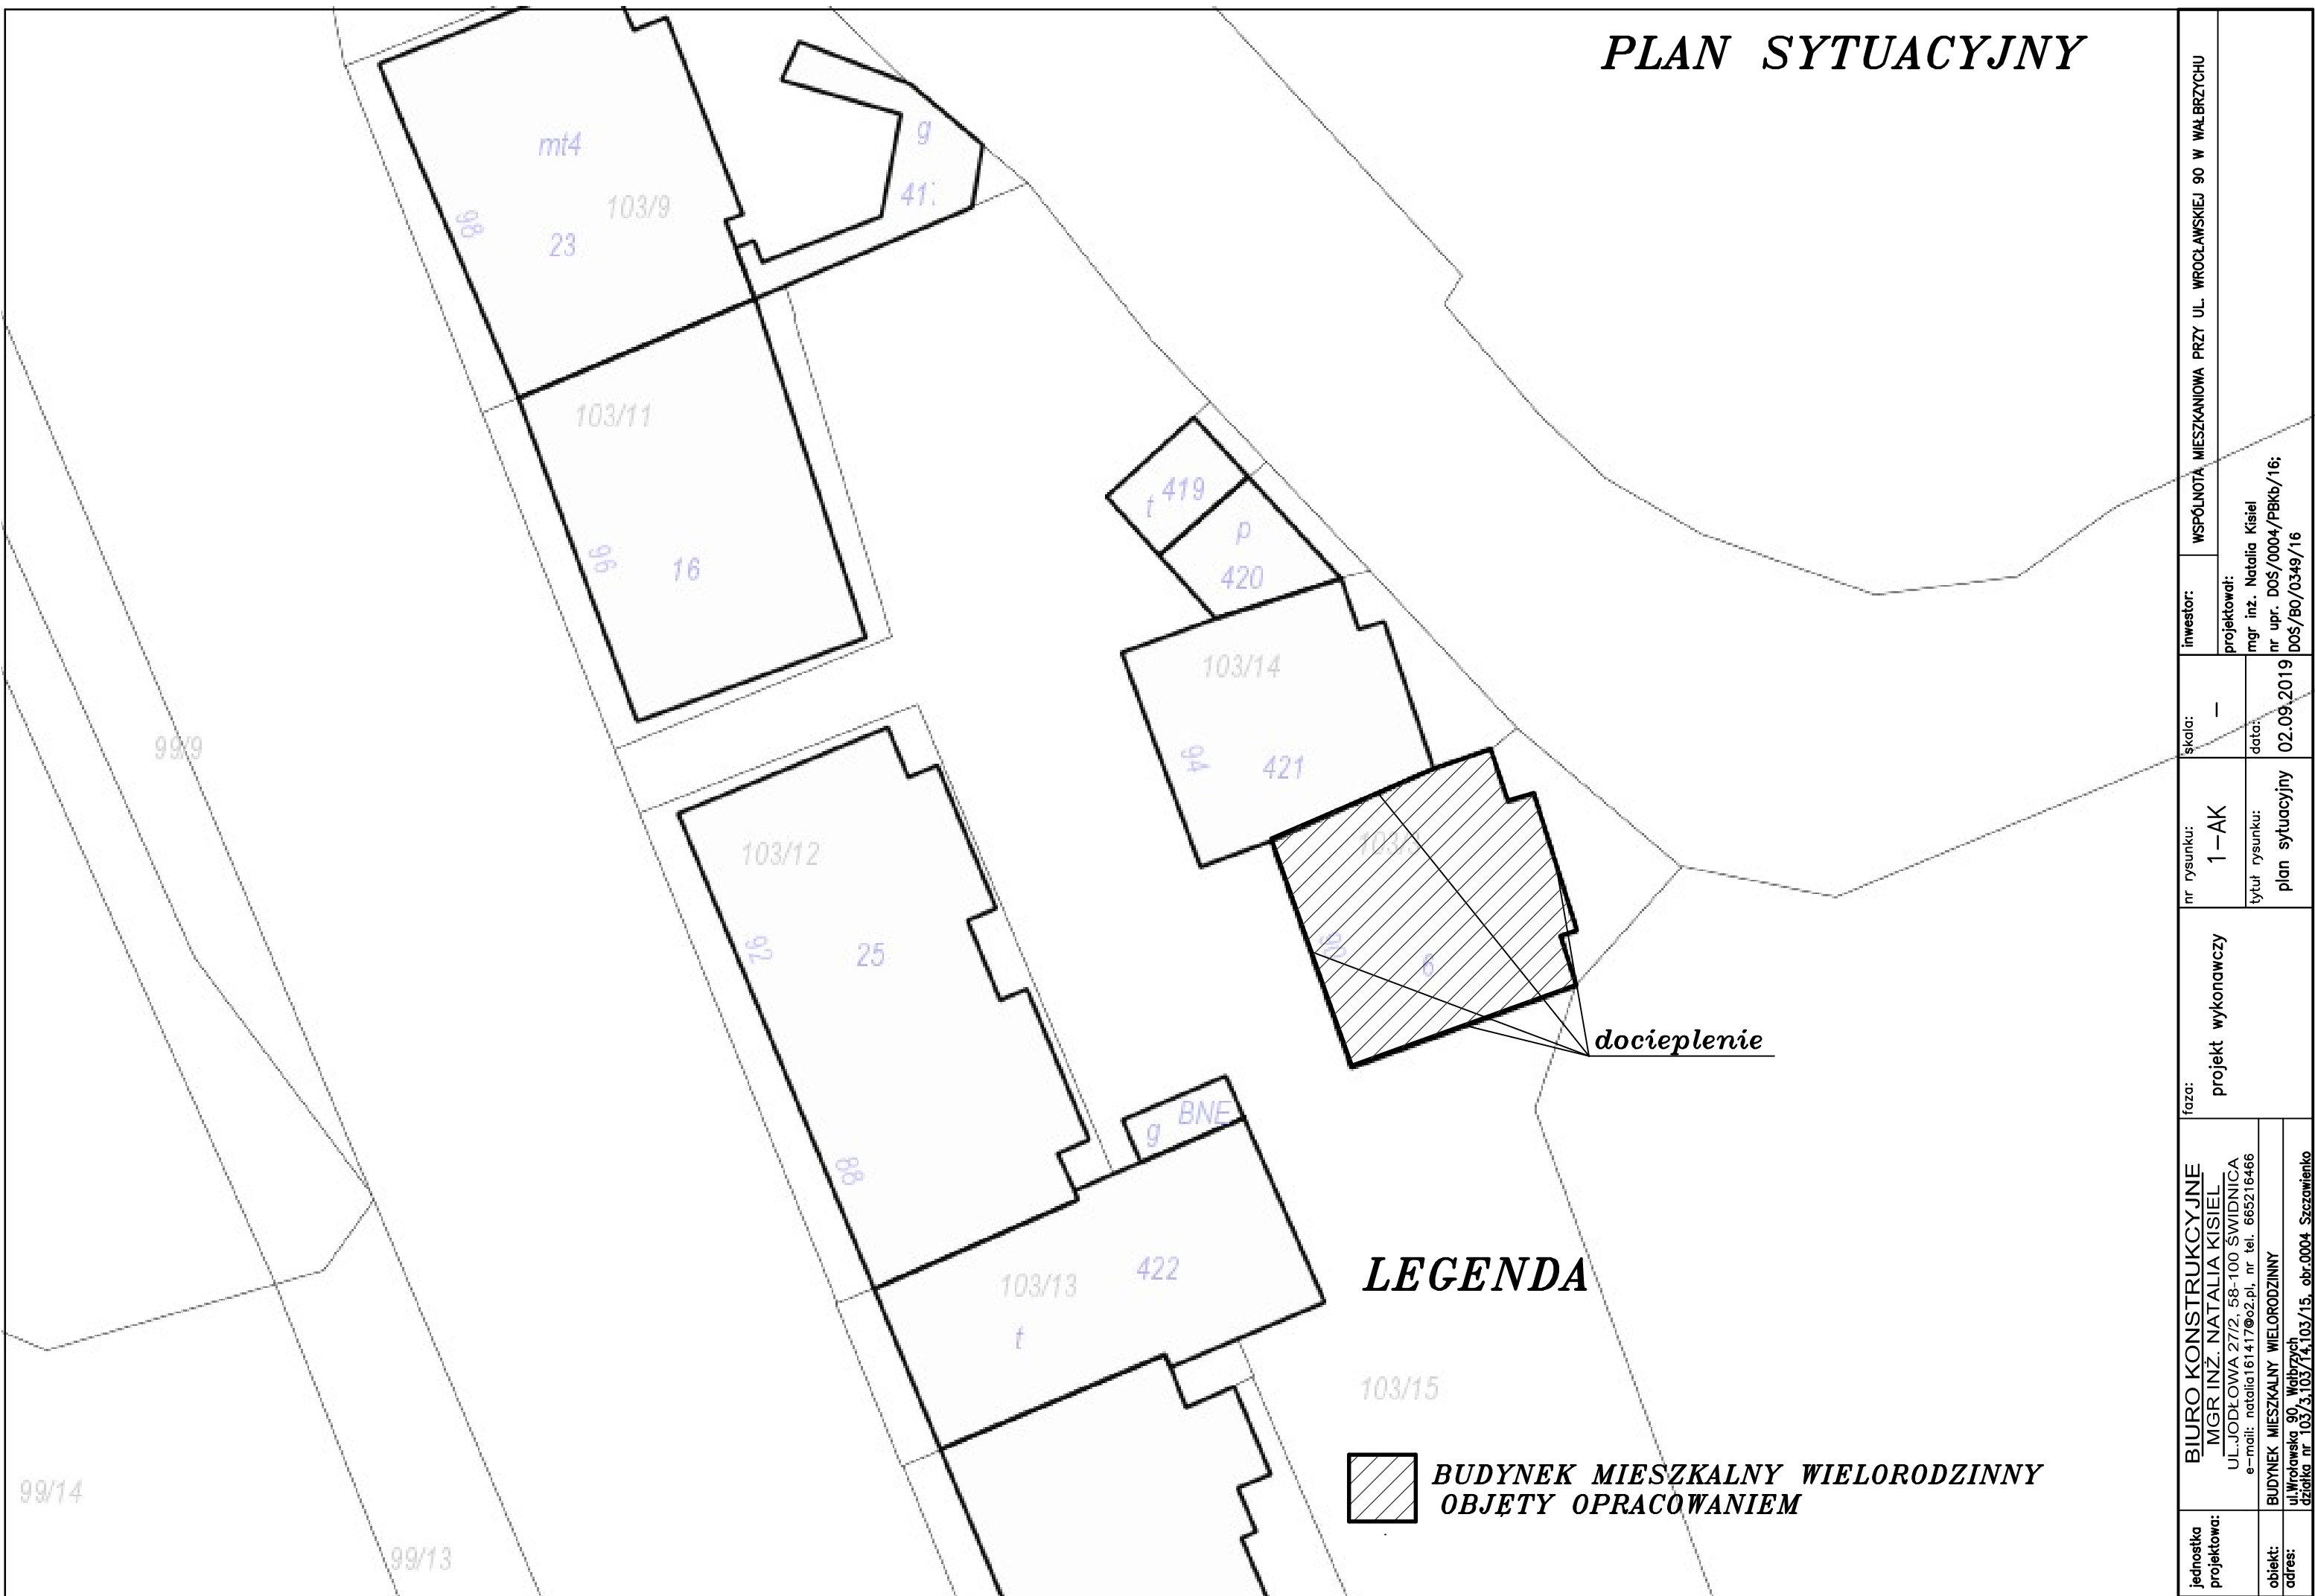 PLAN SYTUACYJNY
mt4
103/9
98
23
g
103/11
96
16
419
t
p
420
103/14
94
421
99/9
103/12
92
25
88
103/3
90
6
docieplenie
BNE
g
103/13
422
t
LEGENDA
103/15
BUDYNEK MIESZKALNY WIELORODZINNY
OBJĘTY OPRACOWANIEM
99/14
99/13
jednostka
projektowa:
BIURO KONSTRUKCYJNE
MGR INŻ. NATALIA KISIEL
UL.JODŁOWA 27/2, 58-100 ŚWIDNICA
e-mail: natalia161417@o2.pl, nr tel. 665216466
obiekt:
BUDYNEK MIESZKALNY WIELORODZINNY
adres:
ul.Wroławska 90, Wałbrzych
działka nr 103/3,103/14,103/15, obr.0004 Szczawienko
faza:
projekt wykonawczy
nr rysunku:
1-AK
tytuł rysunku:
plan sytuacyjny
skala:
-
data:
02.09.2019
inwestor:
WSPÓLNOTA MIESZKANIOWA PRZY UL. WROCŁAWSKIEJ 90 W WAŁBRZYCHU
projektował:
mgr inż. Natalia Kisiel
nr upr. DOŚ/0004/PBKb/16;
DOŚ/BO/0349/16